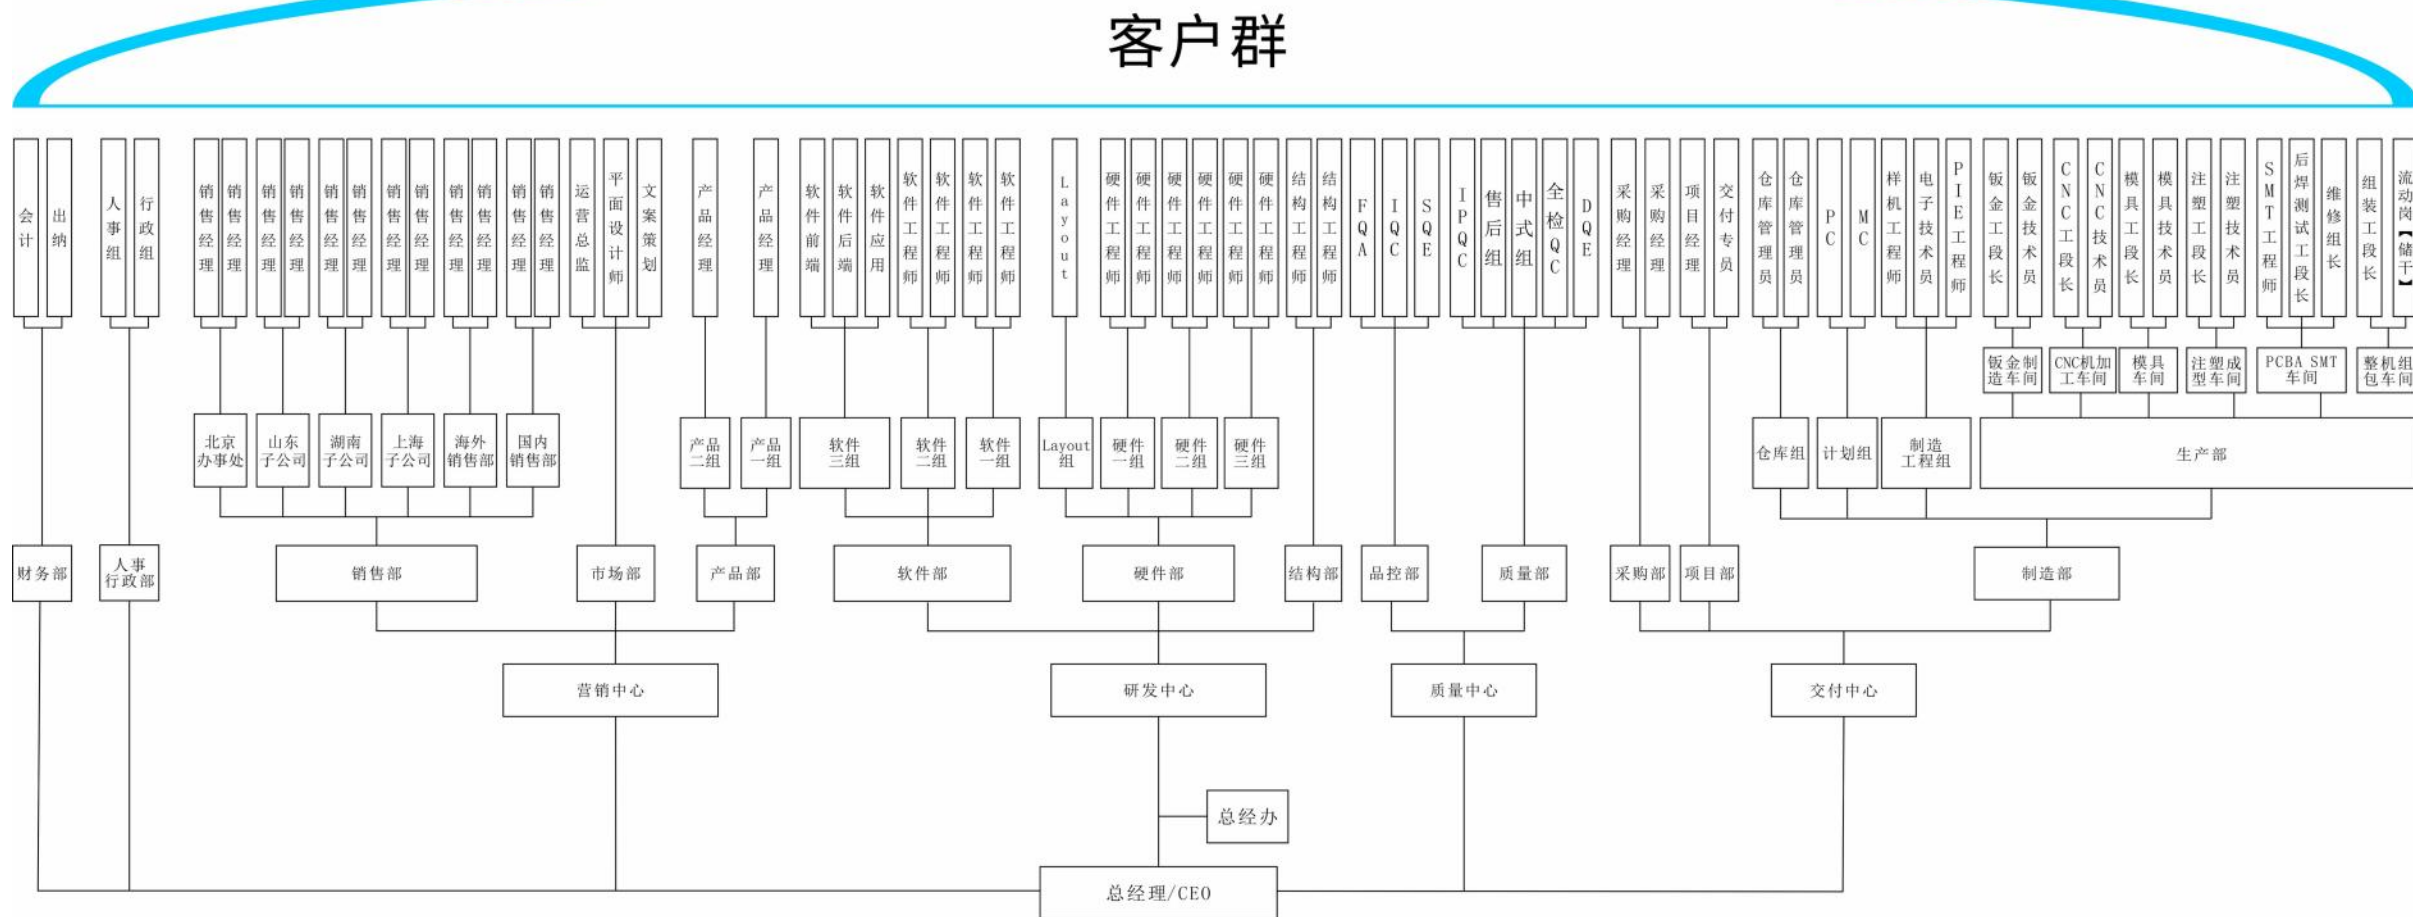 客户群
会计
出纳
人事组
行政组
销售经理
销售经理
销售经理
销售经理
销售经理
销售经理
销售经理
销售经理
销售经理
销售经理
销售经理
销售经理
运营总监
平面设计师
文案策划
产品经理
产品经理
软件前端
软件后端
软件应用
软件工程师
软件工程师
软件工程师
软件工程师
Layout
硬件工程师
硬件工程师
硬件工程师
硬件工程师
硬件工程师
硬件工程师
结构工程师
结构工程师
FQA
IQC
SQE
IPQC
售后组
中式组
全检QC
DQE
采购经理
采购经理
项目经理
交付专员
仓库管理员
仓库管理员
PC
MC
样机工程师
电子技术员
PIE工程师
钣金工段长
钣金技术员
CNC工段长
CNC技术员
模具工段长
模具技术员
注塑工段长
注塑技术员
SMT工程师
后焊测试工段长
维修组长
组装工段长
流动岗【储干】
钣金制
造车间
CNC机加
工车间
模具
车间
注塑成
型车间
PCBA SMT
车间
整机组
包车间
北京
办事处
山东
子公司
湖南
子公司
上海
子公司
海外
销售部
国内
销售部
产品
二组
产品
一组
软件
三组
软件
二组
软件
一组
Layout
组
硬件
一组
硬件
二组
硬件
三组
仓库组
计划组
制造
工程组
生产部
财务部
人事
行政部
销售部
市场部
产品部
软件部
硬件部
结构部
品控部
质量部
采购部
项目部
制造部
营销中心
研发中心
质量中心
交付中心
总经办
总经理/CEO